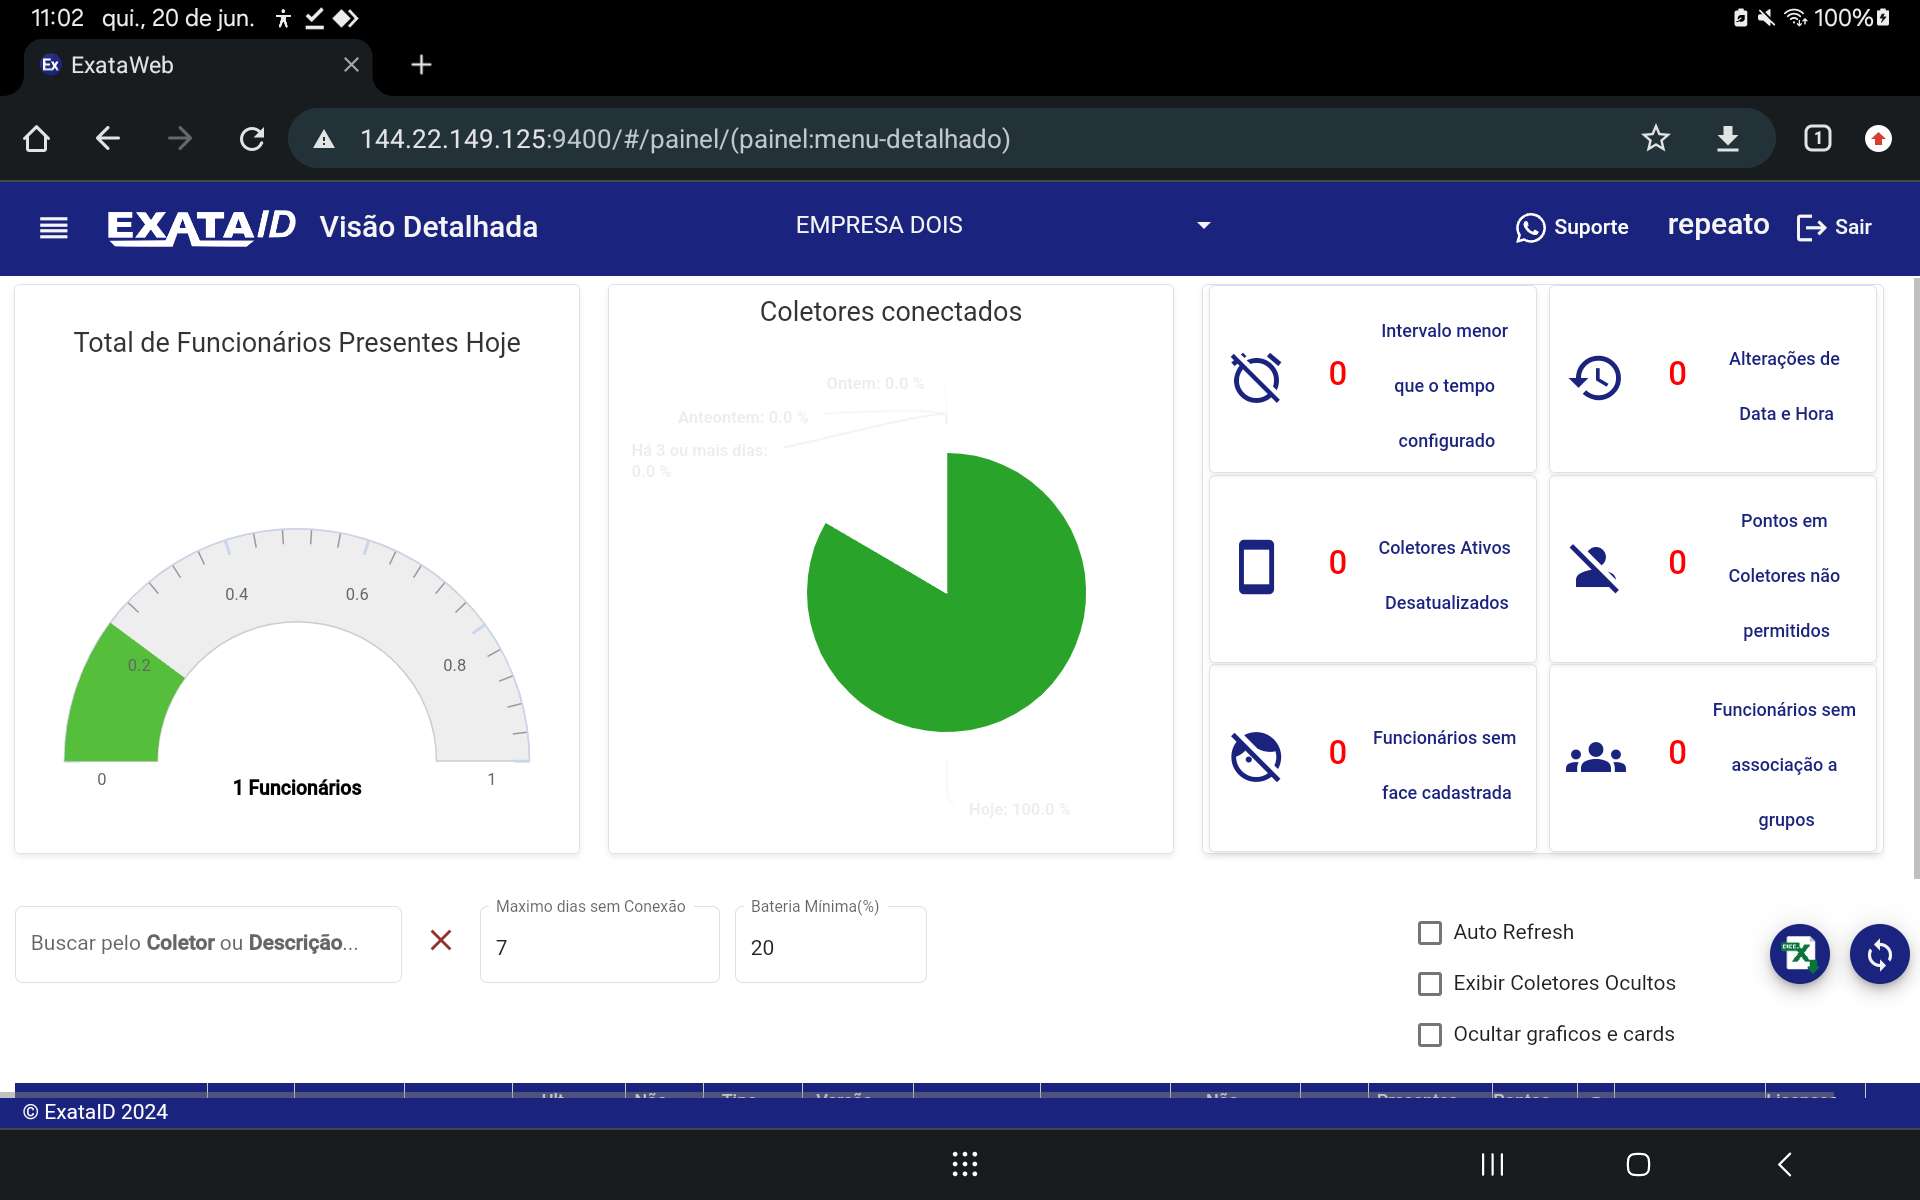 11:02 qui., 20 de jun.
100%
Ex ExataWeb
144.22.149.125:9400/#/painel/(painel:menu-detalhado)
1
EXATAID Visão Detalhada
EMPRESA DOIS
Suporte
repeato
Sair
Total de Funcionários Presentes Hoje
0
0.2
0.4
0.6
0.8
1
1 Funcionários
Coletores conectados
Ontem: 0.0 %
Anteontem: 0.0 %
Há 3 ou mais dias:
0.0 %
Hoje: 100.0 %
0
Intervalo menor
que o tempo
configurado
0
Alterações de
Data e Hora
0
Coletores Ativos
Desatualizados
0
Pontos em
Coletores não
permitidos
0
Funcionários sem
face cadastrada
0
Funcionários sem
associação a
grupos
Buscar pelo Coletor ou Descrição...
Maximo dias sem Conexão
7
Bateria Mínima(%)
20
Auto Refresh
Exibir Coletores Ocultos
Ocultar graficos e cards
© ExataID 2024